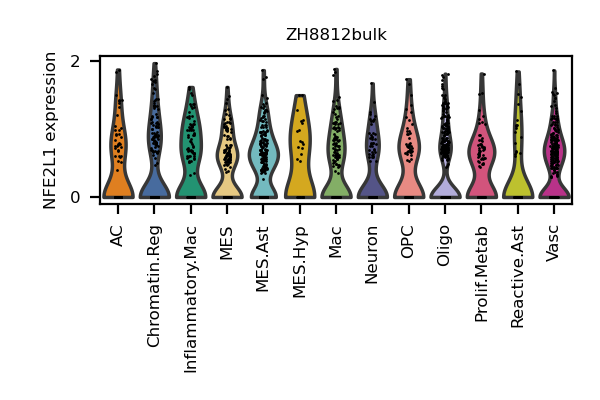 ZH8812bulk
NFE2L1 expression
2
0
AC
Chromatin.Reg
Inflammatory.Mac
MES
MES.Ast
MES.Hyp
Mac
Neuron
OPC
Oligo
Prolif.Metab
Reactive.Ast
Vasc